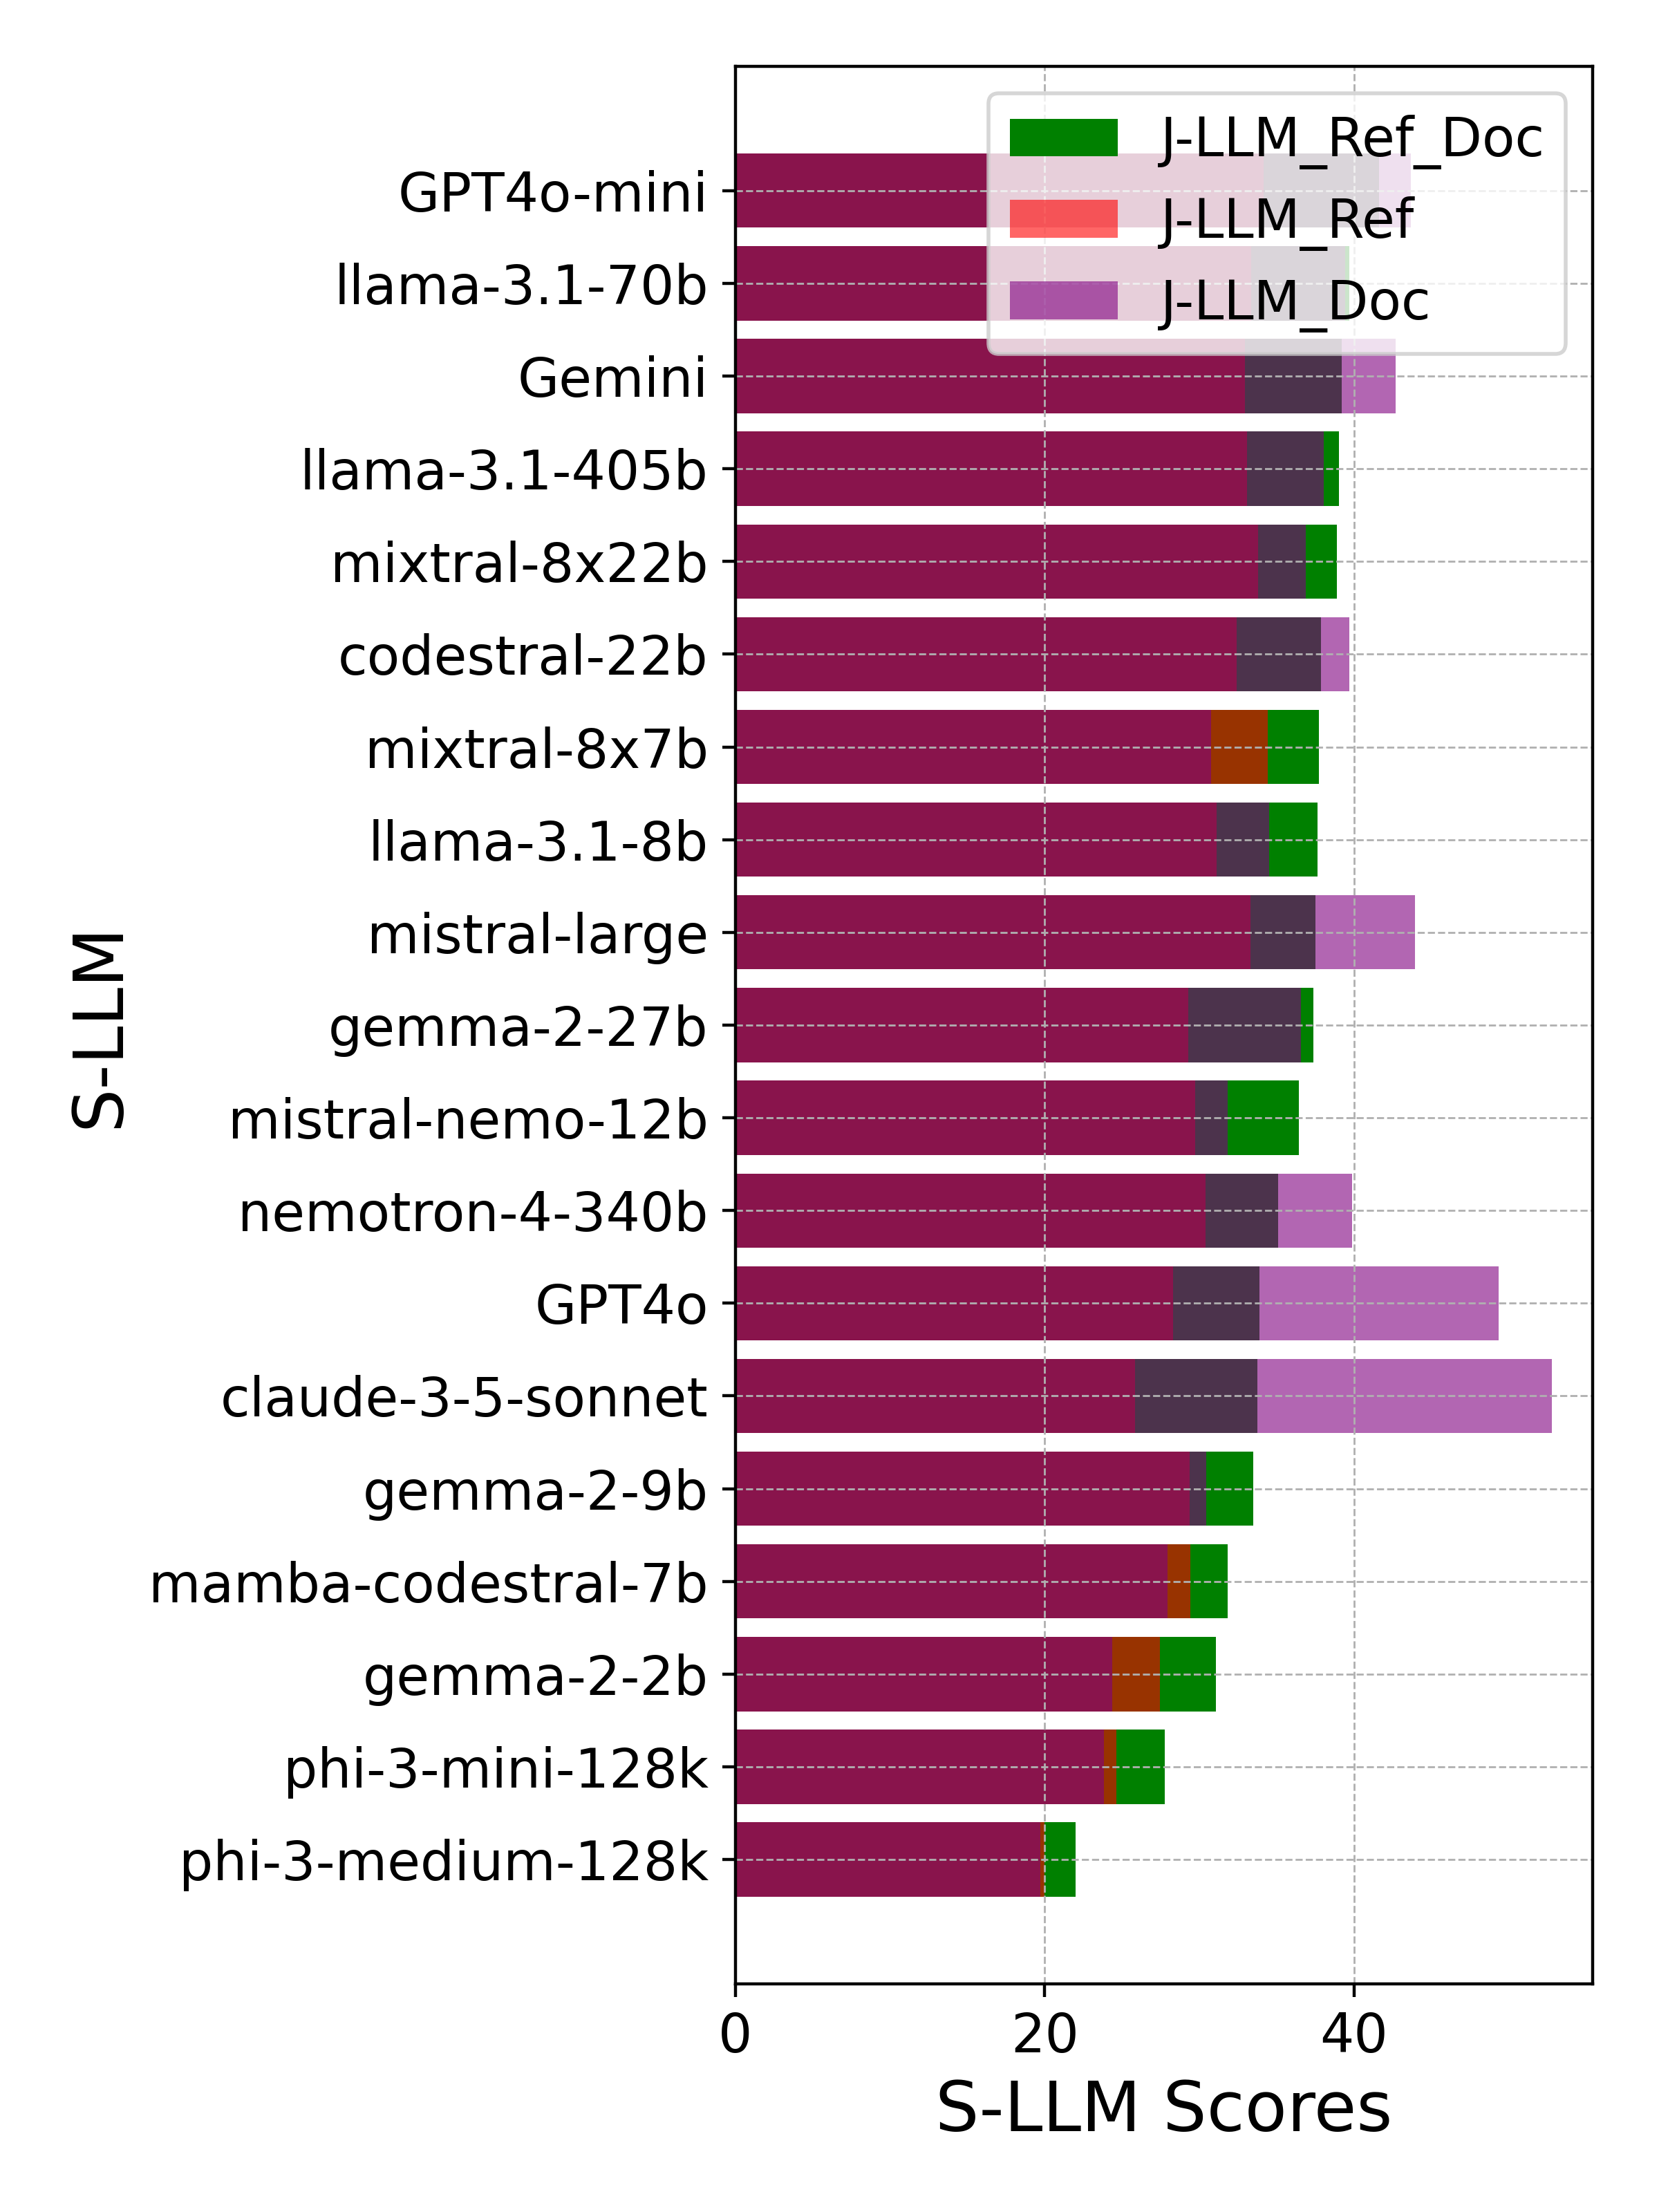 J-LLM_Ref_Doc
J-LLM_Ref
J-LLM_Doc
GPT4o-mini
llama-3.1-70b
Gemini
llama-3.1-405b
mixtral-8x22b
codestral-22b
mixtral-8x7b
llama-3.1-8b
mistral-large
gemma-2-27b
mistral-nemo-12b
nemotron-4-340b
GPT4o
claude-3-5-sonnet
gemma-2-9b
mamba-codestral-7b
gemma-2-2b
phi-3-mini-128k
phi-3-medium-128k
S-LLM
0 20 40
S-LLM Scores